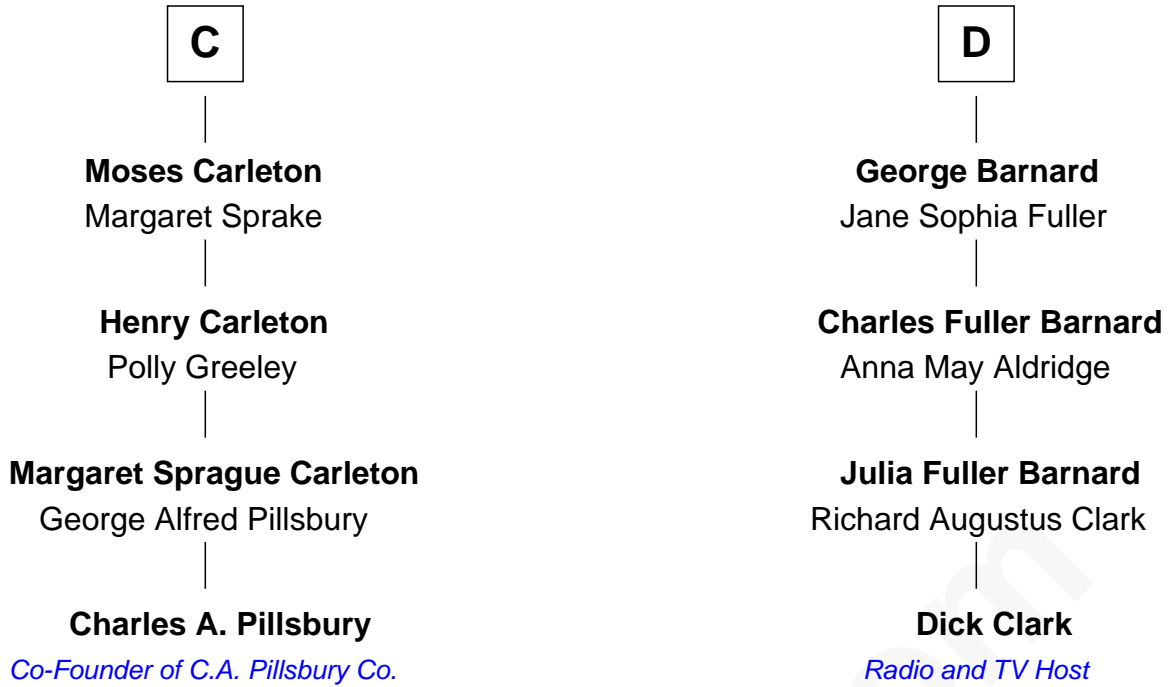 C
Moses Carleton
Margaret Sprake
Henry Carleton
Polly Greeley
Margaret Sprague Carleton
George Alfred Pillsbury
Charles A. Pillsbury
Co-Founder of C.A. Pillsbury Co.
D
George Barnard
Jane Sophia Fuller
Charles Fuller Barnard
Anna May Aldridge
Julia Fuller Barnard
Richard Augustus Clark
Dick Clark
Radio and TV Host